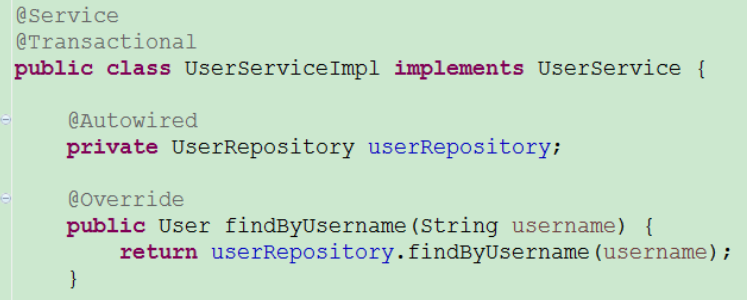 @Service
@Transactional
public class UserServiceImpl implements UserService {
@Autowired
private UserRepository userRepository;
@Override
public User findByUsername(String username) {
return userRepository.findByUsername(username);
}